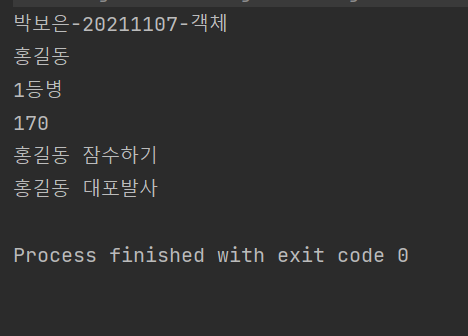 박보은-20211107-객체
홍길동
1등병
170
홍길동 잠수하기
홍길동 대포발사
Process finished with exit code 0